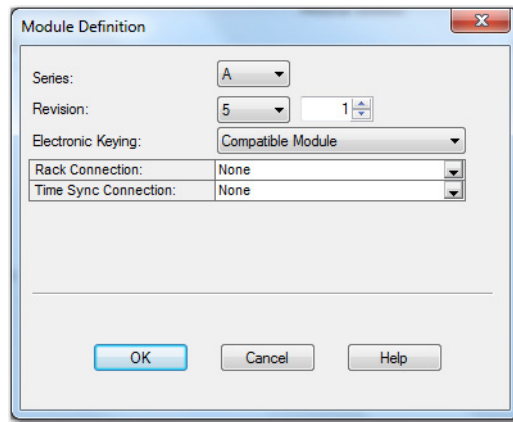 Module Definition
x
Series: A
Revision: 5 1
Electronic Keying: Compatible Module
Rack Connection: None
Time Sync Connection: None
OK Cancel Help